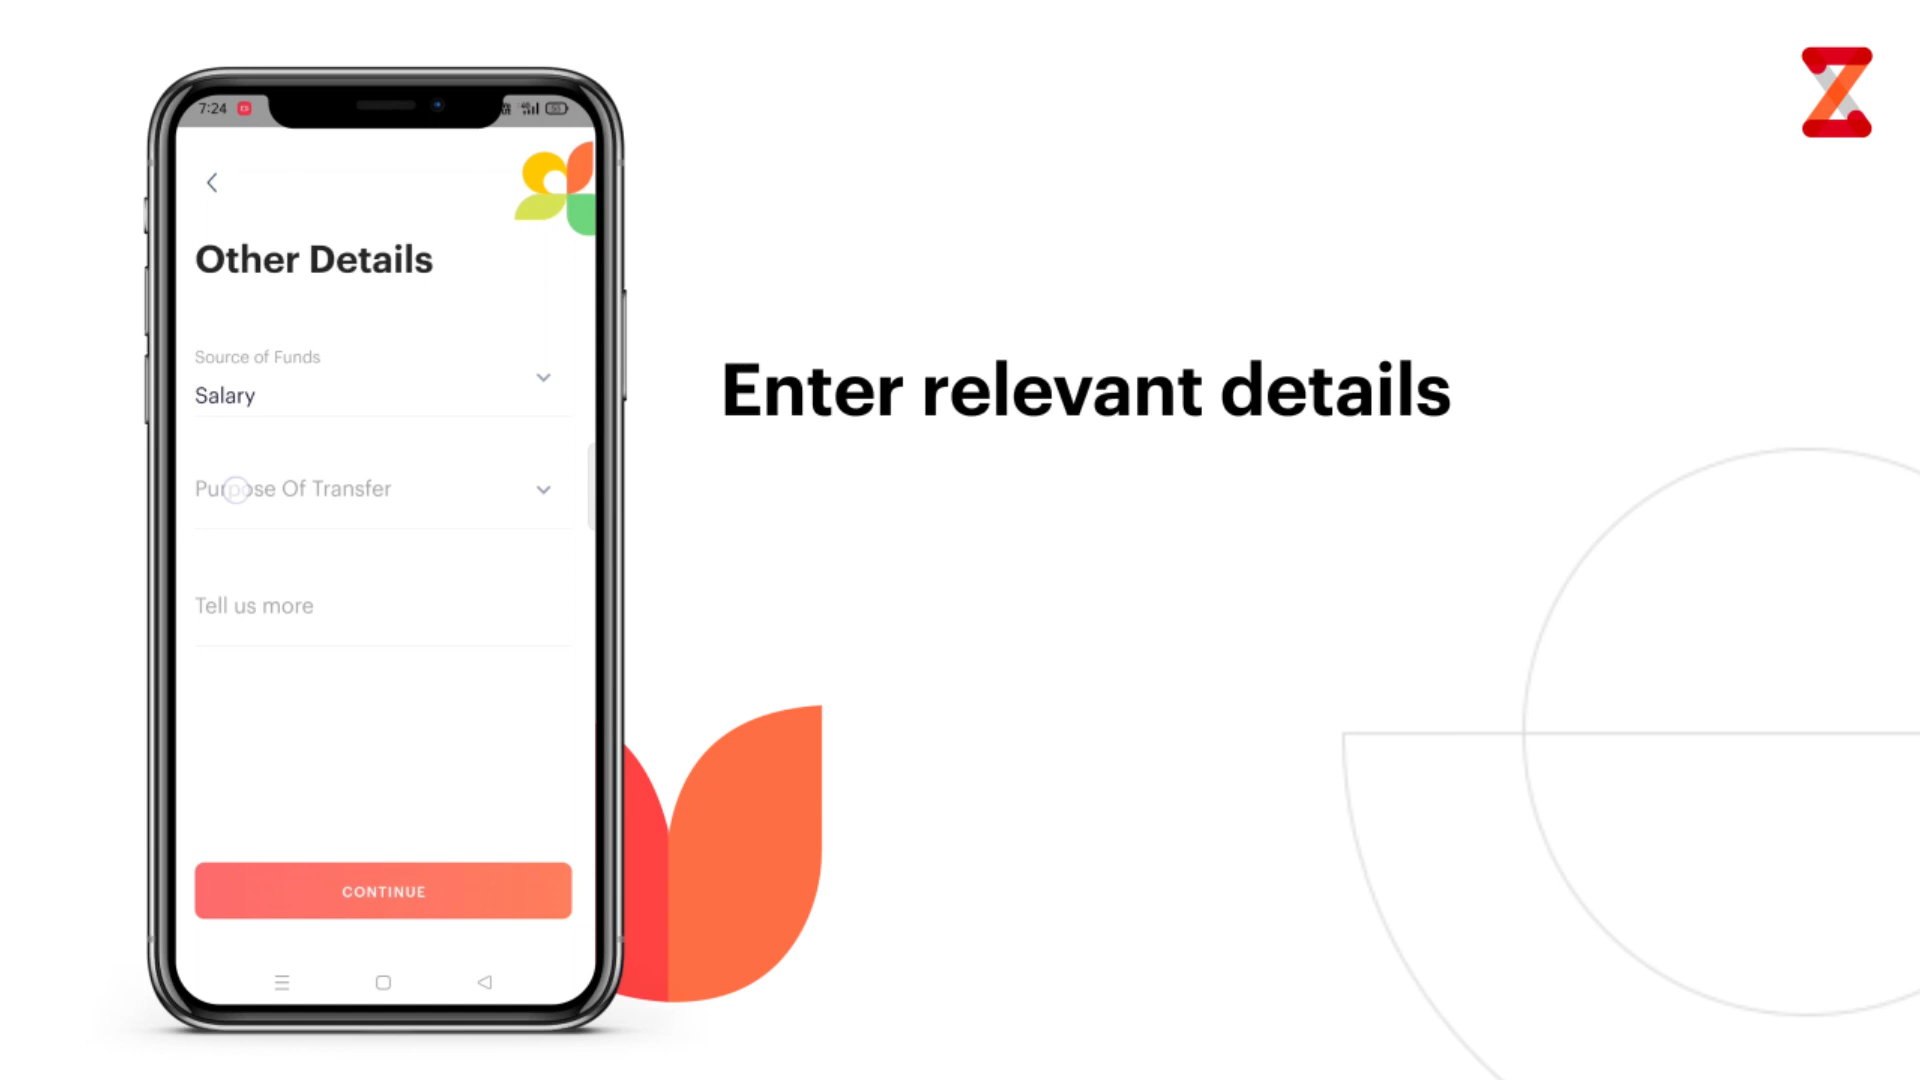 7:24
Other Details
Source of Funds
Salary
Purpose Of Transfer
Tell us more
CONTINUE
Enter relevant details